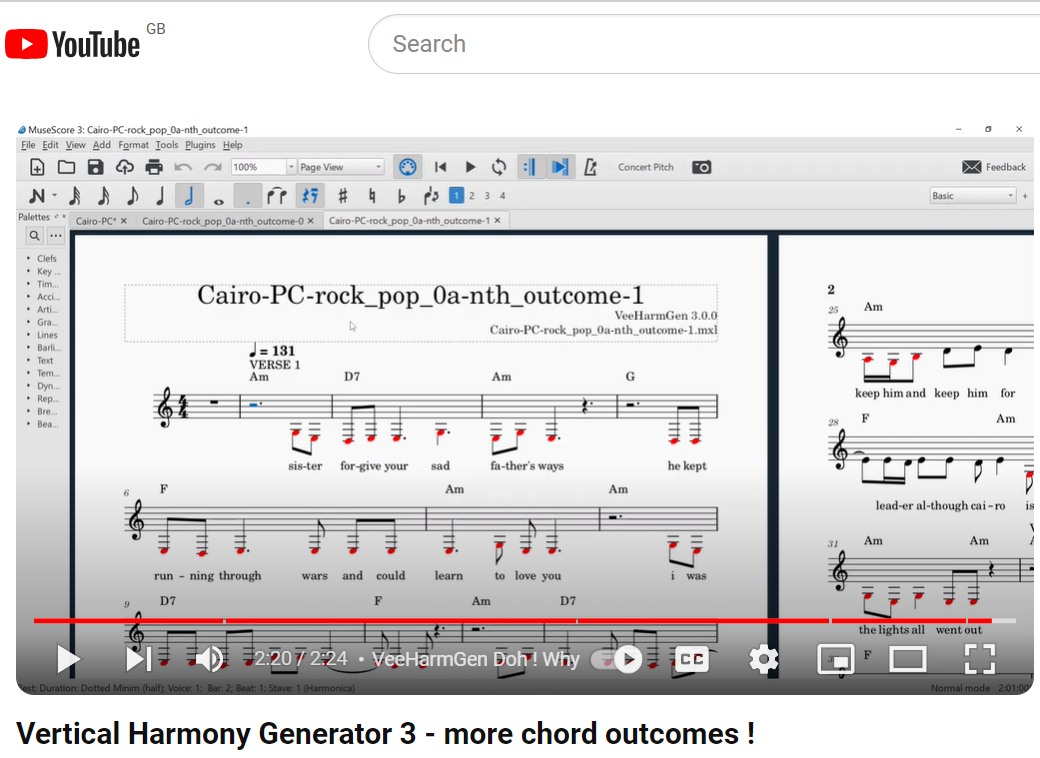 YouTube GB
Search
MuseScore 3: Cairo-PC-rock_pop_0a-nth_outcome-1
File Edit View Add Format Tools Plugins Help
100% Page View Concert Pitch Feedback
1 2 3 4 Basic +
Palettes
Cairo-PC* Cairo-PC-rock_pop_0a-nth_outcome-0 Cairo-PC-rock_pop_0a-nth_outcome-1
Clefs
Key ...
Tim...
Acci...
Arti...
Gra...
Lines
Barli...
Text
Tem...
Dyn...
Rep...
Bre...
Bea...
Cairo-PC-rock_pop_0a-nth_outcome-1
VeeHarmGen 3.0.0
Cairo-PC-rock_pop_0a-nth_outcome-1.mxl
= 131
VERSE 1
Am D7 Am G
sis-ter for-give your sad fa-ther's ways he kept
6 F Am Am
run - ning through wars and could learn to love you i was
9 D7 F Am D7
2
25 Am
keep him and keep him for
28 F Am
lead-er al-though cai-ro is
31 Am Am
the lights all went out
F
2:20 / 2:24 • VeeHarmGen Doh ! Why
CC
est; Duration: Dotted Minim (half); Voice: 1; Bar: 2; Beat: 1; Stave: 1 (Harmonica)
Normal mode 2:01:00
Vertical Harmony Generator 3 - more chord outcomes !